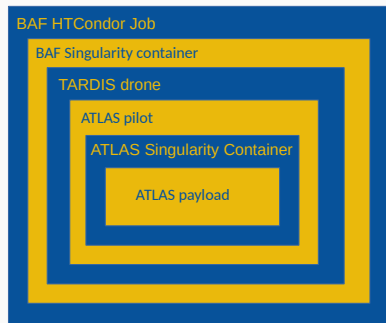 BAF HTCondor Job
BAF Singularity container
TARDIS drone
ATLAS pilot
ATLAS Singularity Container
ATLAS payload